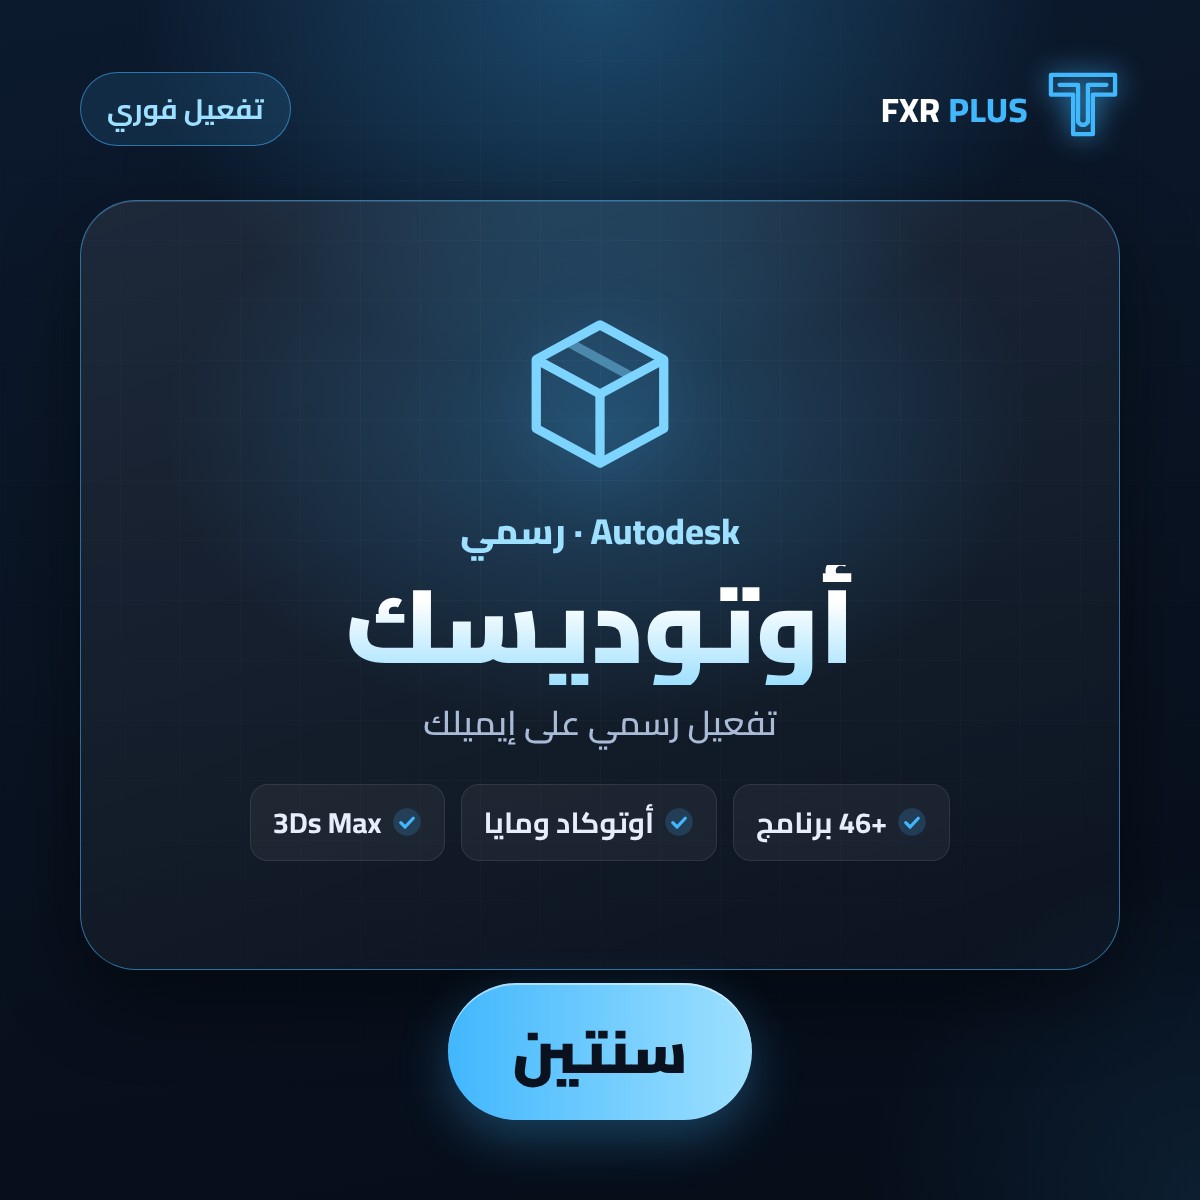 FXR PLUS
تفعيل فوري
Autodesk · رسمي
أوتوديسك
تفعيل رسمي على إيميلك
+46 برنامج
أوتوكاد ومايا
3Ds Max
سنتين